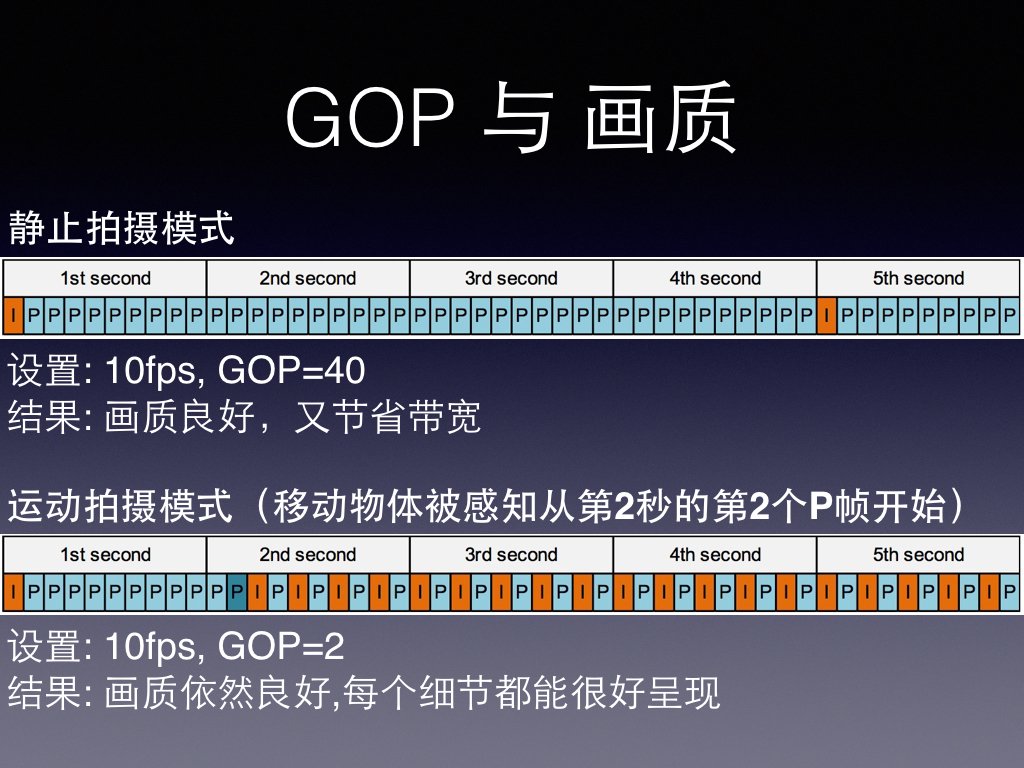 GOP 与 画质
静止拍摄模式
1st second 2nd second 3rd second 4th second 5th second
I P P P P P P P P P P P P P P P P P P P P P P P P P P P P P P P P P P P P P P P I P P P P P P P P P
设置: 10fps, GOP=40
结果: 画质良好，又节省带宽
运动拍摄模式（移动物体被感知从第2秒的第2个P帧开始）
1st second 2nd second 3rd second 4th second 5th second
I P P P P P P P P P P P I P I P I P I P I P I P I P I P I P I P I P I P I P I P I P I P I P I P I P
设置: 10fps, GOP=2
结果: 画质依然良好,每个细节都能很好呈现